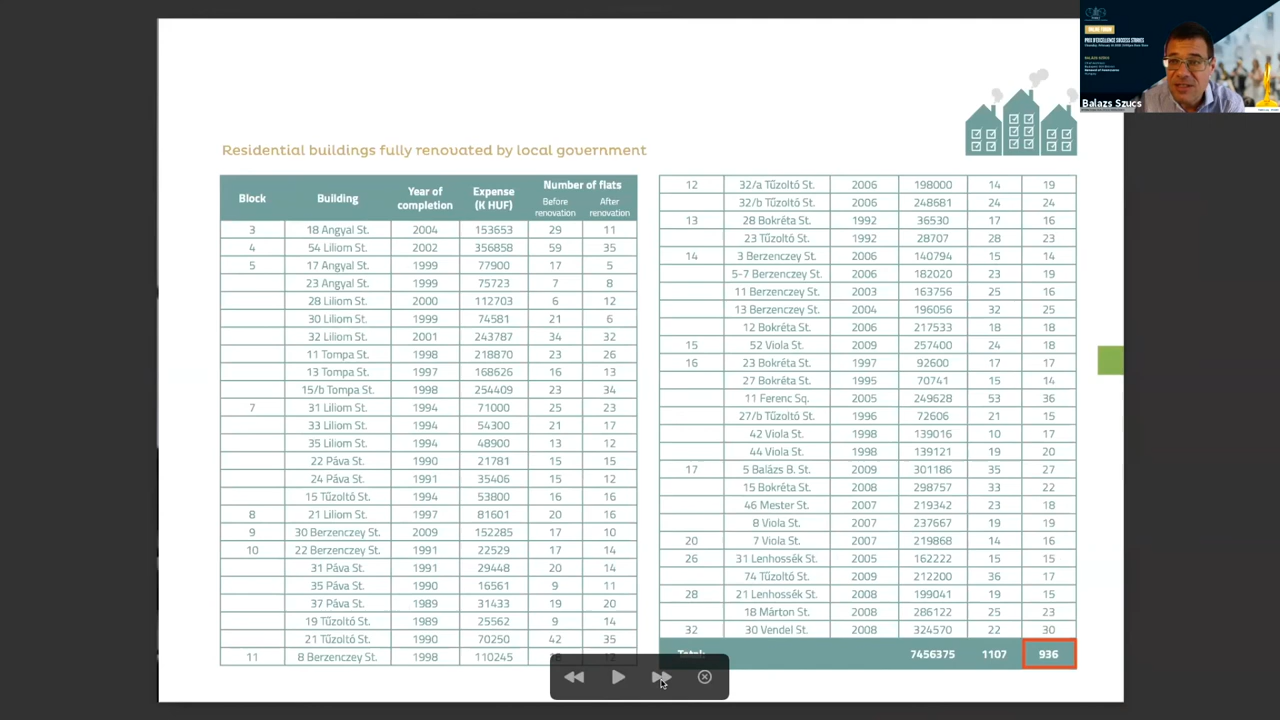 Residential buildings fully renovated by local government
Block Building Year of completion Expense (K HUF) Number of flats
Before renovation After renovation
3 18 Angyal St. 2004 153653 29 11
4 54 Liliom St. 2002 356858 59 35
5 17 Angyal St. 1999 77900 17 5
23 Angyal St. 1999 75723 7 8
28 Liliom St. 2000 112703 6 12
30 Liliom St. 1999 74581 21 6
32 Liliom St. 2001 243787 34 32
11 Tompa St. 1998 218870 23 26
13 Tompa St. 1997 168626 16 13
15/b Tompa St. 1998 254409 23 34
7 31 Liliom St. 1994 71000 25 23
33 Liliom St. 1994 54300 21 17
35 Liliom St. 1994 48900 13 12
22 Páva St. 1990 21781 15 15
24 Páva St. 1991 35406 15 12
15 Tűzoltó St. 1994 53800 16 16
8 21 Liliom St. 1997 81601 20 16
9 30 Berzenczey St. 2009 152285 17 10
10 22 Berzenczey St. 1991 22529 17 14
31 Páva St. 1991 29448 20 14
35 Páva St. 1990 16561 9 11
37 Páva St. 1989 31433 19 20
19 Tűzoltó St. 1989 25562 9 14
21 Tűzoltó St. 1990 70250 42 35
11 8 Berzenczey St. 1998 110245
12 32/a Tűzoltó St. 2006 198000 14 19
32/b Tűzoltó St. 2006 248681 24 24
13 28 Bokréta St. 1992 36530 17 16
23 Tűzoltó St. 1992 28707 28 23
14 3 Berzenczey St. 2006 140794 15 14
5-7 Berzenczey St. 2006 182020 23 19
11 Berzenczey St. 2003 163756 25 16
13 Berzenczey St. 2004 196056 32 25
12 Bokréta St. 2006 217533 18 18
15 52 Viola St. 2009 257400 24 18
16 23 Bokréta St. 1997 92600 17 17
27 Bokréta St. 1995 70741 15 14
11 Ferenc Sq. 2005 249628 53 36
27/b Tűzoltó St. 1996 72606 21 15
42 Viola St. 1998 139016 10 17
44 Viola St. 1998 139121 19 20
17 5 Balázs B. St. 2009 301186 35 27
15 Bokréta St. 2008 298757 33 22
46 Mester St. 2007 219342 23 18
8 Viola St. 2007 237667 19 19
20 7 Viola St. 2007 219868 14 16
26 31 Lenhossék St. 2005 162222 15 15
74 Tűzoltó St. 2009 212200 36 17
28 21 Lenhossék St. 2008 199041 19 15
18 Márton St. 2008 286122 25 23
32 30 Vendel St. 2008 324570 22 30
Total: 7456375 1107 936
PRIX D'EXCELLENCE SUCCESS STORIES
BALÁZS SZŰCS
Balazs Szucs